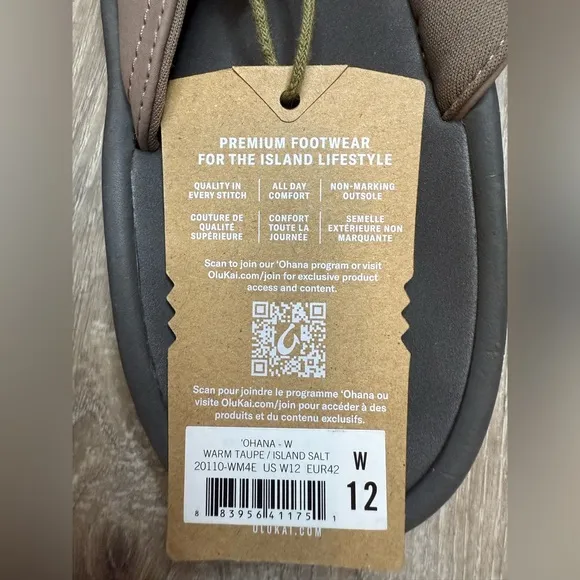 PREMIUM FOOTWEAR
FOR THE ISLAND LIFESTYLE
QUALITY IN
EVERY STITCH
ALL DAY
COMFORT
NON-MARKING
OUTSOLE
COUTURE DE
QUALITÉ
SUPÉRIEURE
CONFORT
TOUTE LA
JOURNÉE
SEMELLE
EXTÉRIEURE NON
MARQUANTE
Scan to join our ‘Ohana program or visit
OluKai.com/join for exclusive product
access and content.
Scan pour joindre le programme ‘Ohana ou
visite OluKai.com/join pour accéder à des
produits et du contenu exclusifs.
'OHANA - W
WARM TAUPE / ISLAND SALT
20110-WM4E US W12 EUR42
W
12
8 83956 41175 1
OLUKAI.COM